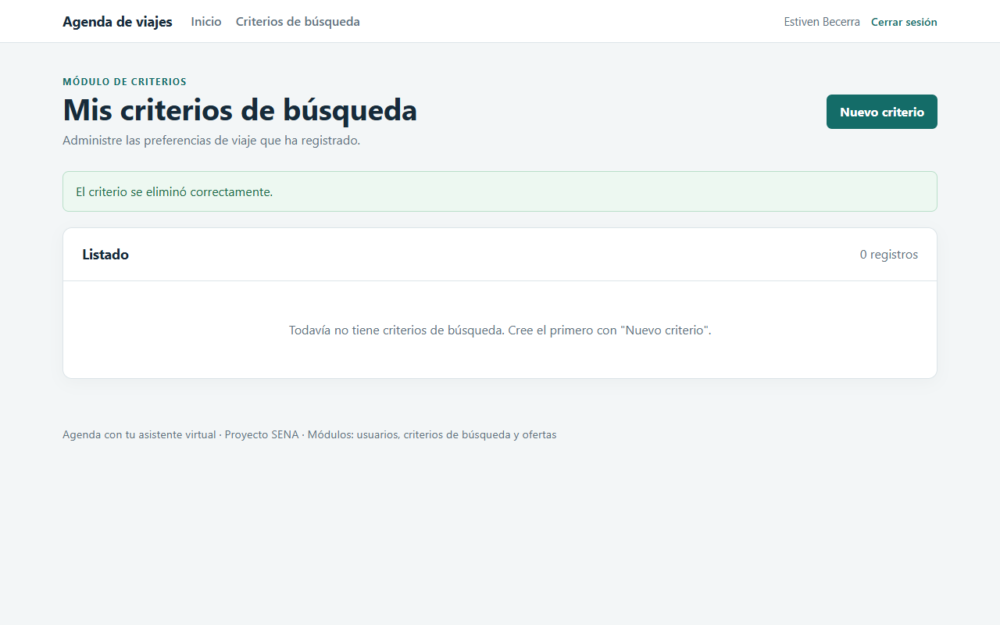 Agenda de viajes Inicio Criterios de búsqueda Estiven Becerra Cerrar sesión
MÓDULO DE CRITERIOS
Mis criterios de búsqueda
Nuevo criterio
Administre las preferencias de viaje que ha registrado.
El criterio se eliminó correctamente.
Listado 0 registros
Todavía no tiene criterios de búsqueda. Cree el primero con "Nuevo criterio".
Agenda con tu asistente virtual · Proyecto SENA · Módulos: usuarios, criterios de búsqueda y ofertas